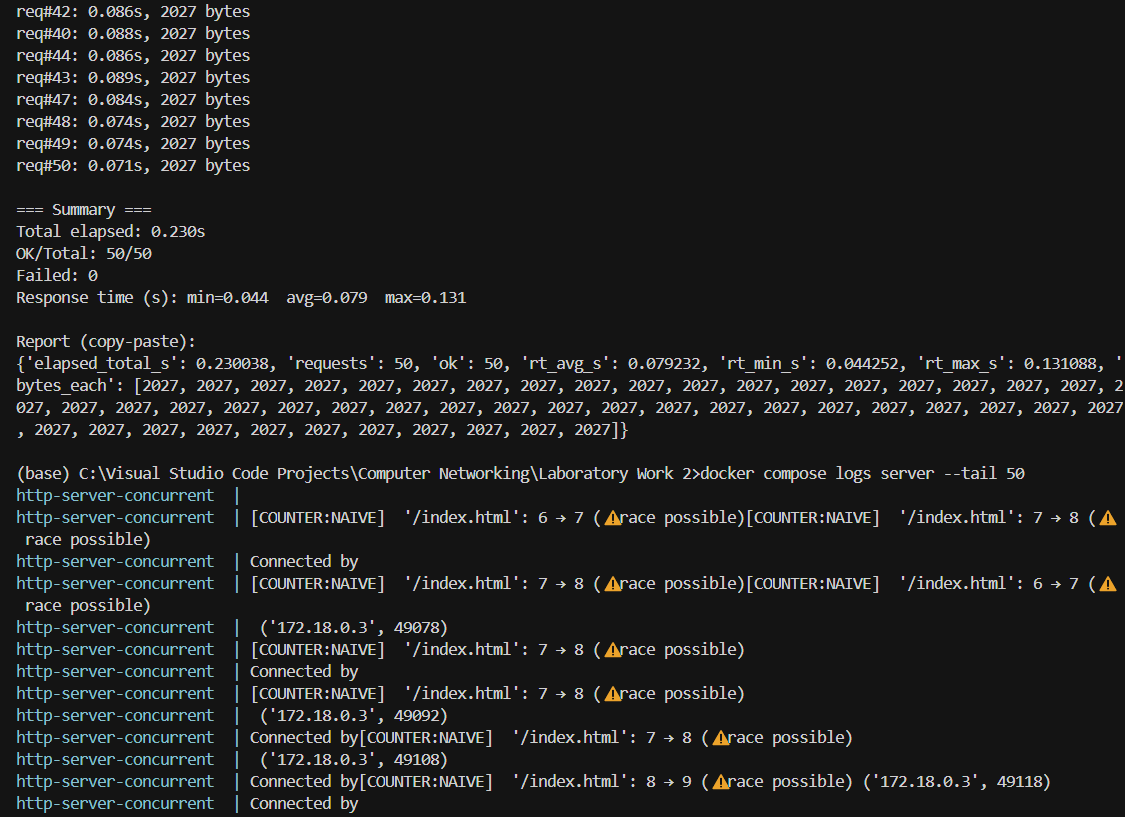 req#42: 0.086s, 2027 bytes
req#40: 0.088s, 2027 bytes
req#44: 0.086s, 2027 bytes
req#43: 0.089s, 2027 bytes
req#47: 0.084s, 2027 bytes
req#48: 0.074s, 2027 bytes
req#49: 0.074s, 2027 bytes
req#50: 0.071s, 2027 bytes
=== Summary ===
Total elapsed: 0.230s
OK/Total: 50/50
Failed: 0
Response time (s): min=0.044  avg=0.079  max=0.131
Report (copy-paste):
{'elapsed_total_s': 0.230038, 'requests': 50, 'ok': 50, 'rt_avg_s': 0.079232, 'rt_min_s': 0.044252, 'rt_max_s': 0.131088, '
bytes_each': [2027, 2027, 2027, 2027, 2027, 2027, 2027, 2027, 2027, 2027, 2027, 2027, 2027, 2027, 2027, 2027, 2027, 2027, 2
027, 2027, 2027, 2027, 2027, 2027, 2027, 2027, 2027, 2027, 2027, 2027, 2027, 2027, 2027, 2027, 2027, 2027, 2027, 2027, 2027
, 2027, 2027, 2027, 2027, 2027, 2027, 2027, 2027, 2027, 2027, 2027]}
(base) C:\Visual Studio Code Projects\Computer Networking\Laboratory Work 2>docker compose logs server --tail 50
http-server-concurrent  |
http-server-concurrent  | [COUNTER:NAIVE]  '/index.html': 6 → 7 (⚠️race possible)[COUNTER:NAIVE]  '/index.html': 7 → 8 (⚠️
race possible)
http-server-concurrent  | Connected by
http-server-concurrent  | [COUNTER:NAIVE]  '/index.html': 7 → 8 (⚠️race possible)[COUNTER:NAIVE]  '/index.html': 6 → 7 (⚠️
race possible)
http-server-concurrent  |  ('172.18.0.3', 49078)
http-server-concurrent  | [COUNTER:NAIVE]  '/index.html': 7 → 8 (⚠️race possible)
http-server-concurrent  | Connected by
http-server-concurrent  | [COUNTER:NAIVE]  '/index.html': 7 → 8 (⚠️race possible)
http-server-concurrent  |  ('172.18.0.3', 49092)
http-server-concurrent  | Connected by[COUNTER:NAIVE]  '/index.html': 7 → 8 (⚠️race possible)
http-server-concurrent  |  ('172.18.0.3', 49108)
http-server-concurrent  | Connected by[COUNTER:NAIVE]  '/index.html': 8 → 9 (⚠️race possible) ('172.18.0.3', 49118)
http-server-concurrent  | Connected by